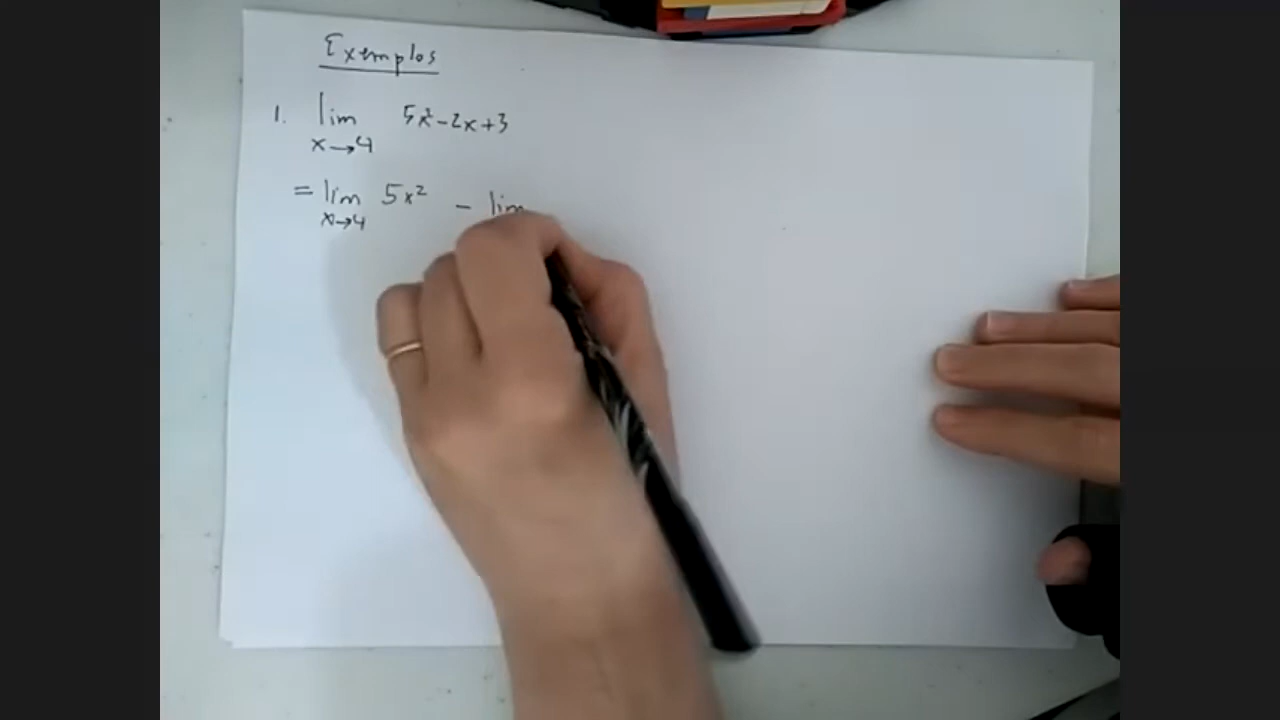 Exemplos
1. lim 5x²-2x+3
x→4
= lim 5x² - lim
x→4